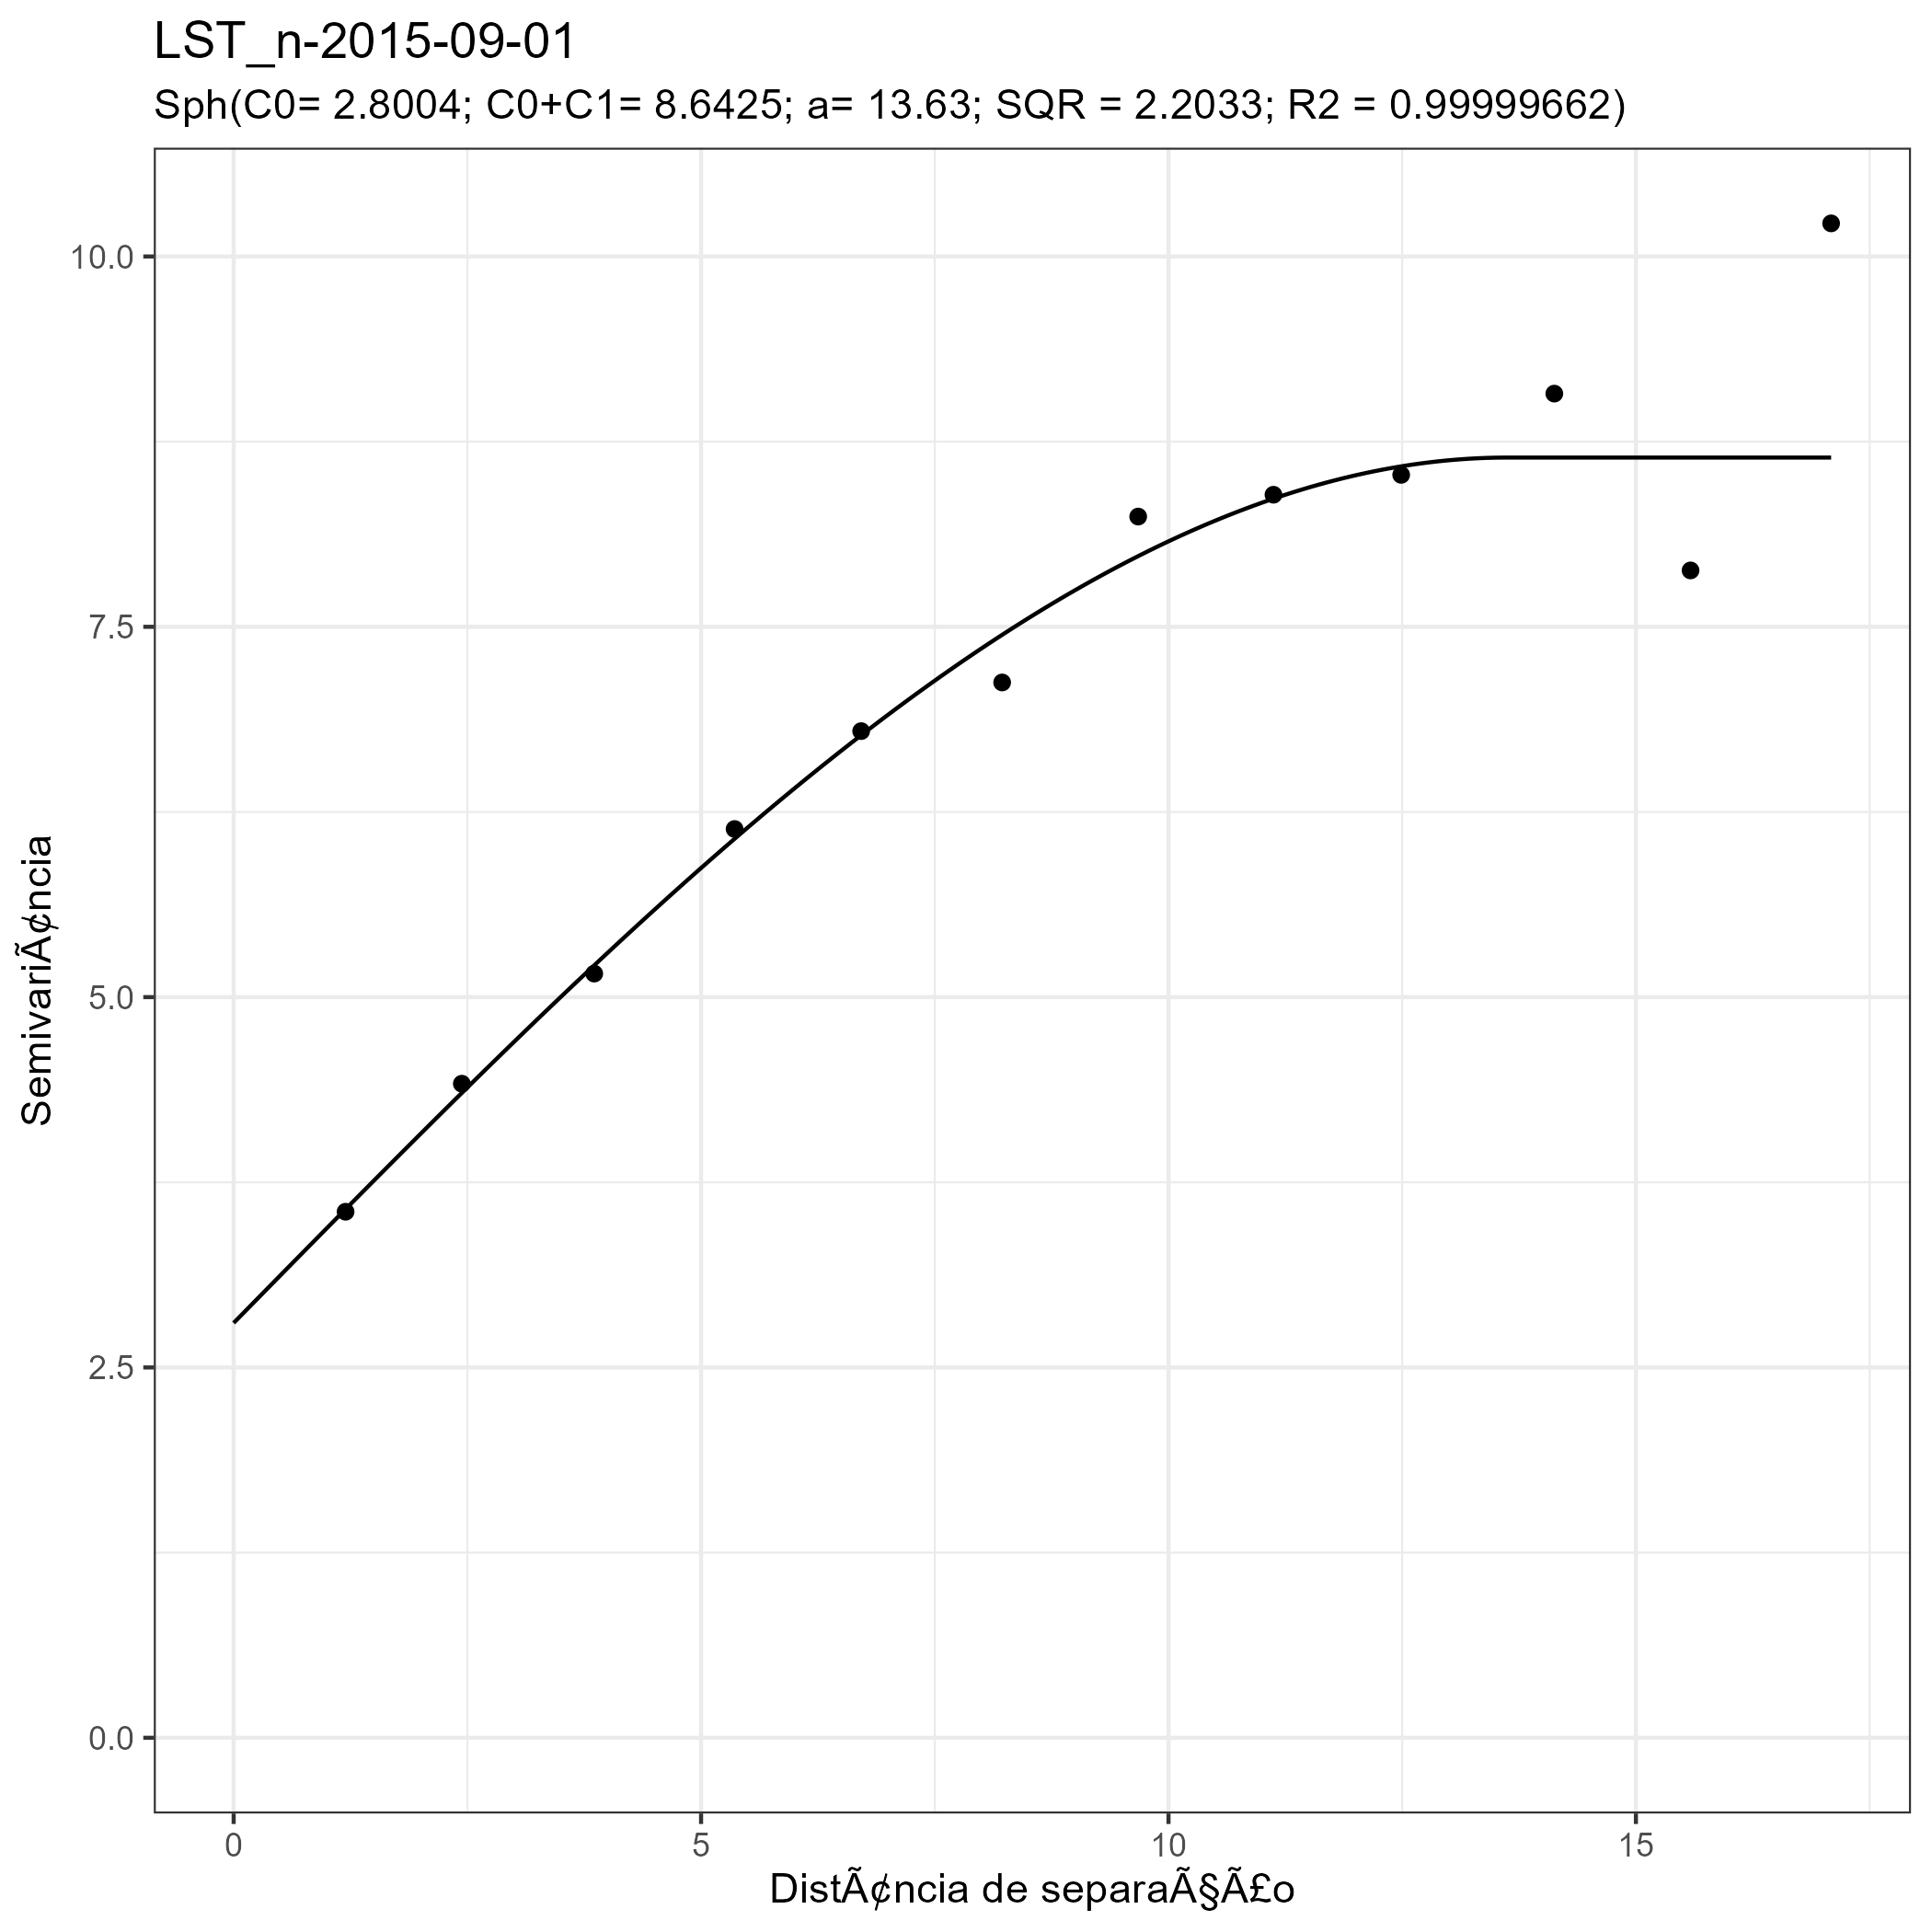 LST_n-2015-09-01
Sph(C0= 2.8004; C0+C1= 8.6425; a= 13.63; SQR = 2.2033; R2 = 0.99999662)
10.0
7.5
5.0
2.5
0.0
SemivariÃ¢ncia
0 5 10 15
DistÃ¢ncia de separaÃ§Ã£o